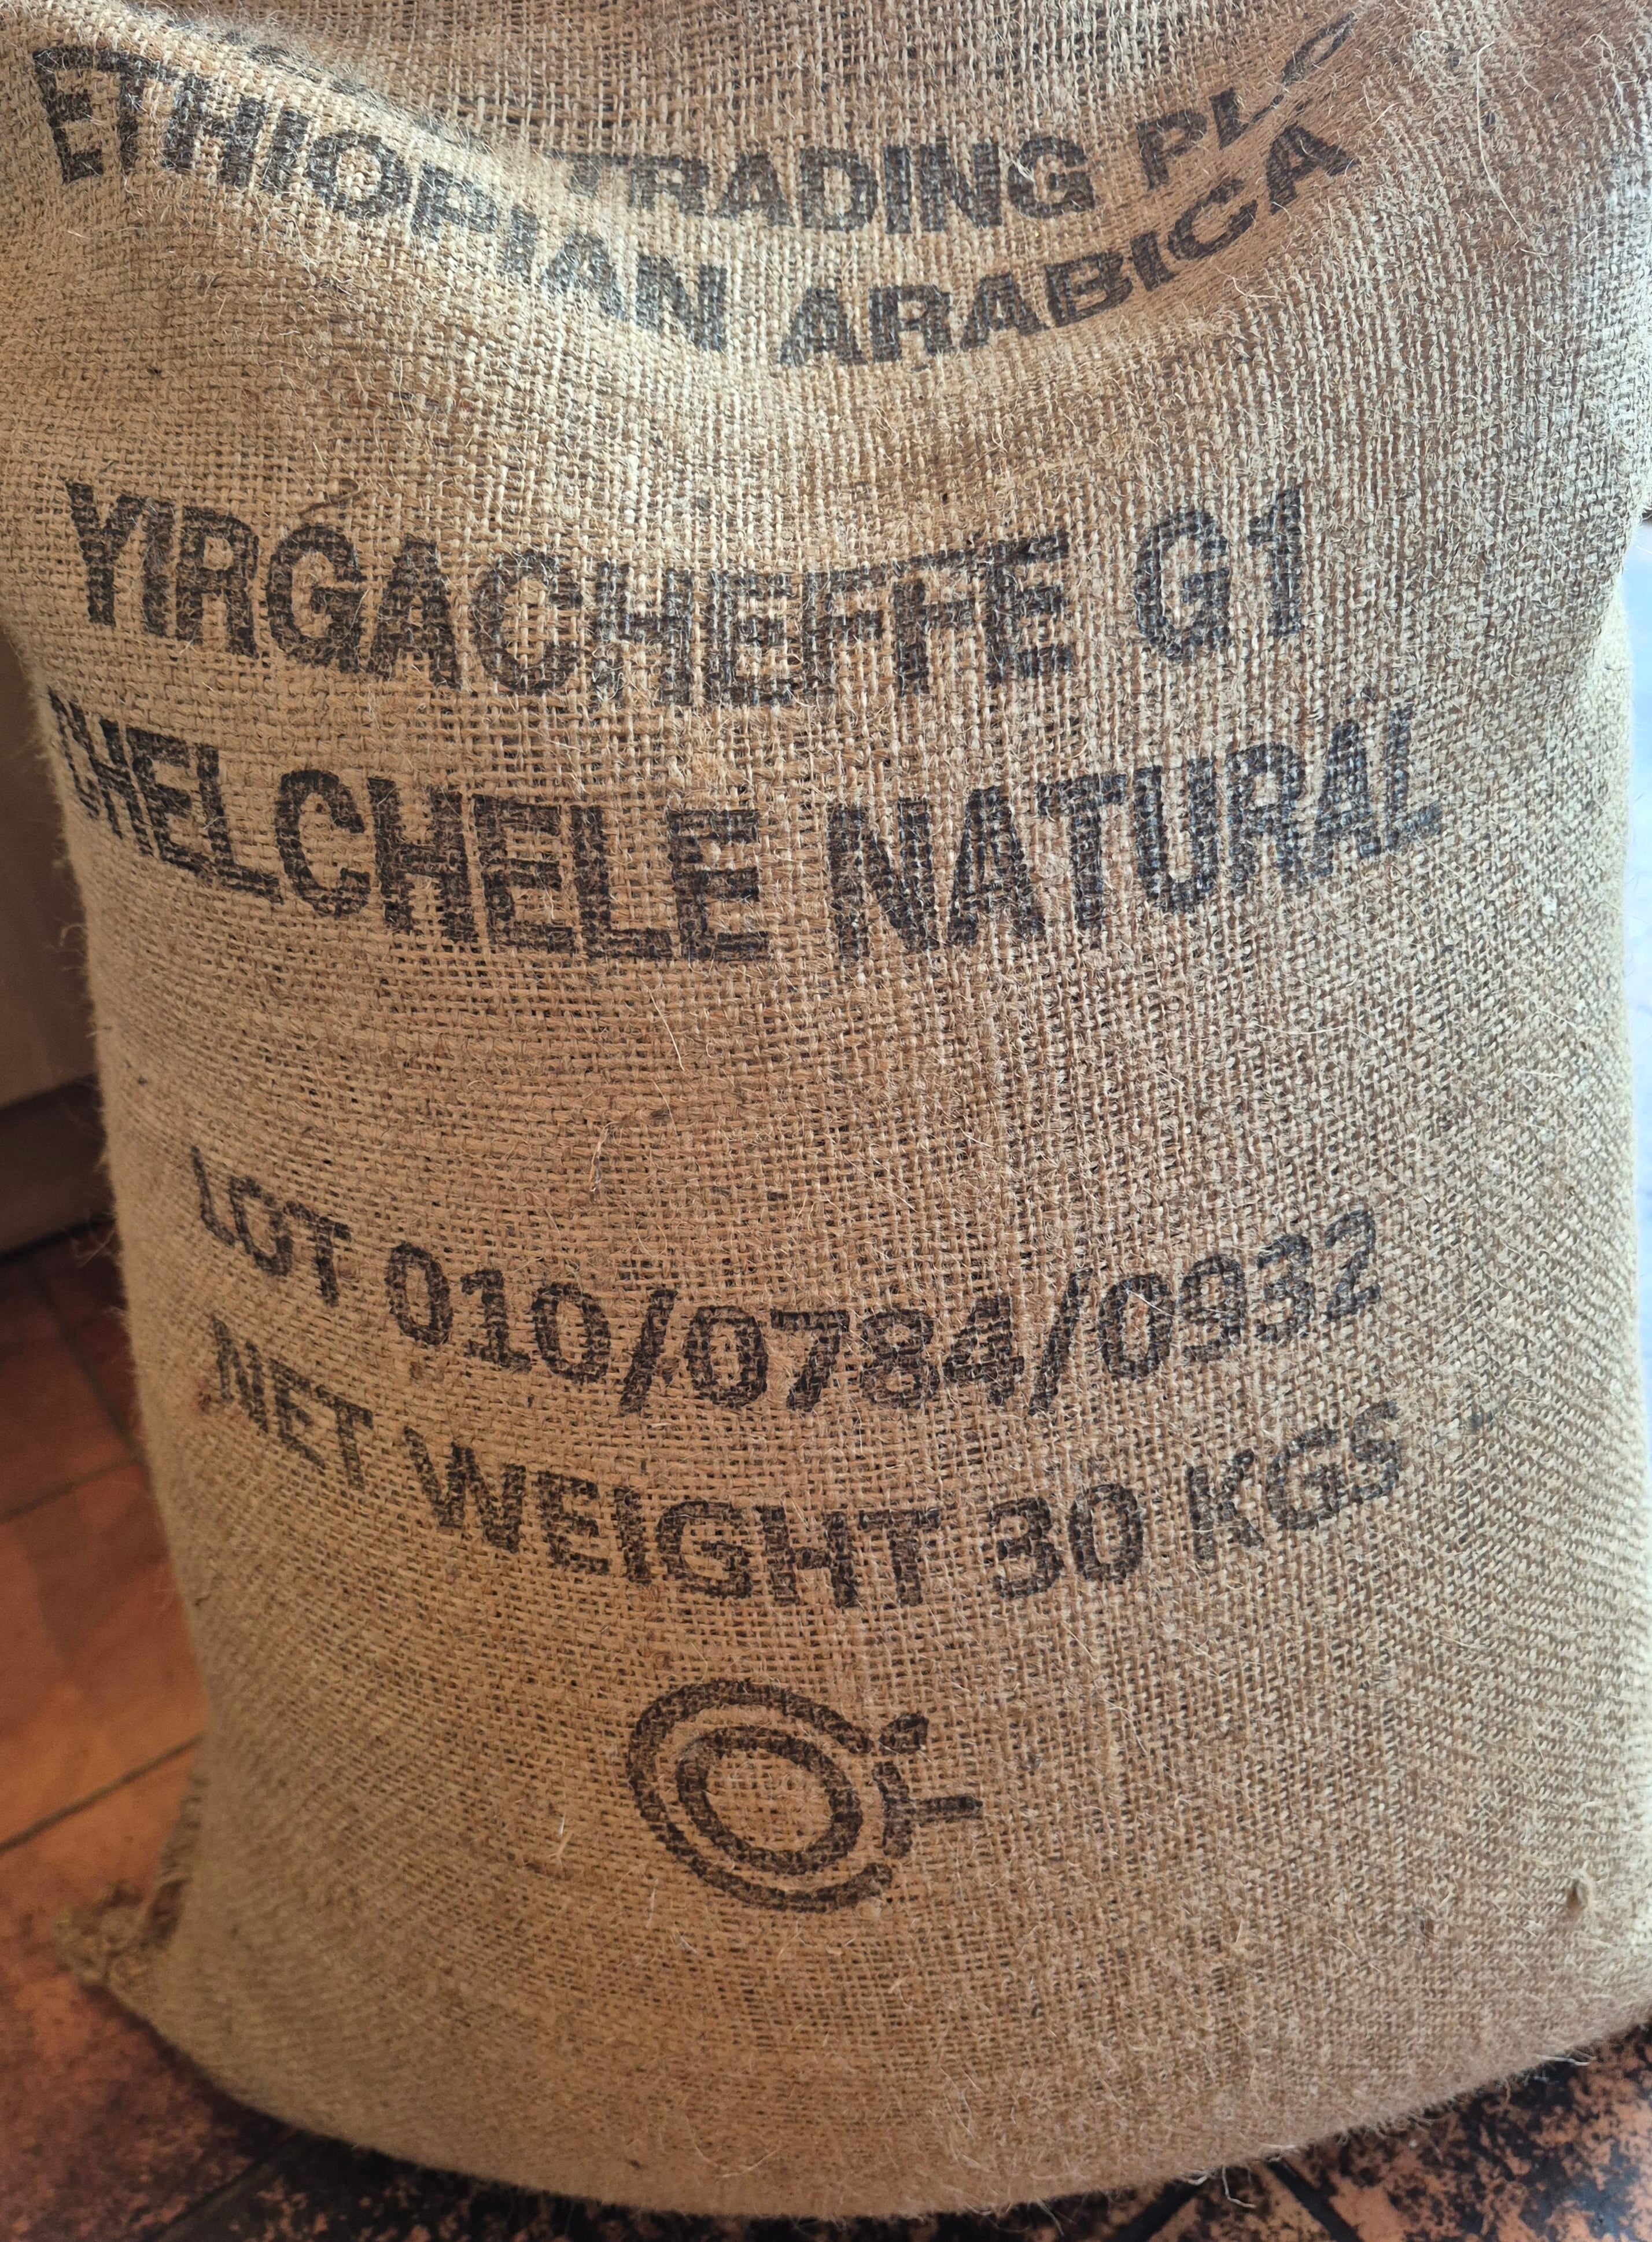 TRADING PLC
ETHIOPIAN ARABICA
YIRGACHEFFE G1
CHELCHELE NATURAL
LOT 010/0784/0932
NET WEIGHT 30 KGS